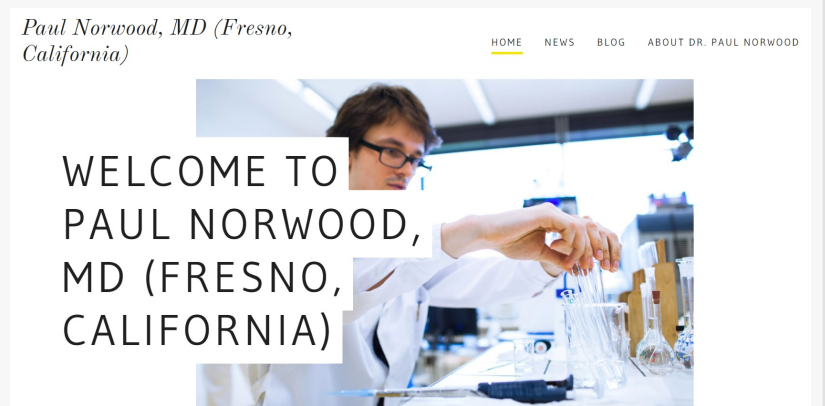 Paul Norwood, MD (Fresno,
California)
HOME NEWS BLOG ABOUT DR. PAUL NORWOOD
WELCOME TO
PAUL NORWOOD,
MD (FRESNO,
CALIFORNIA)